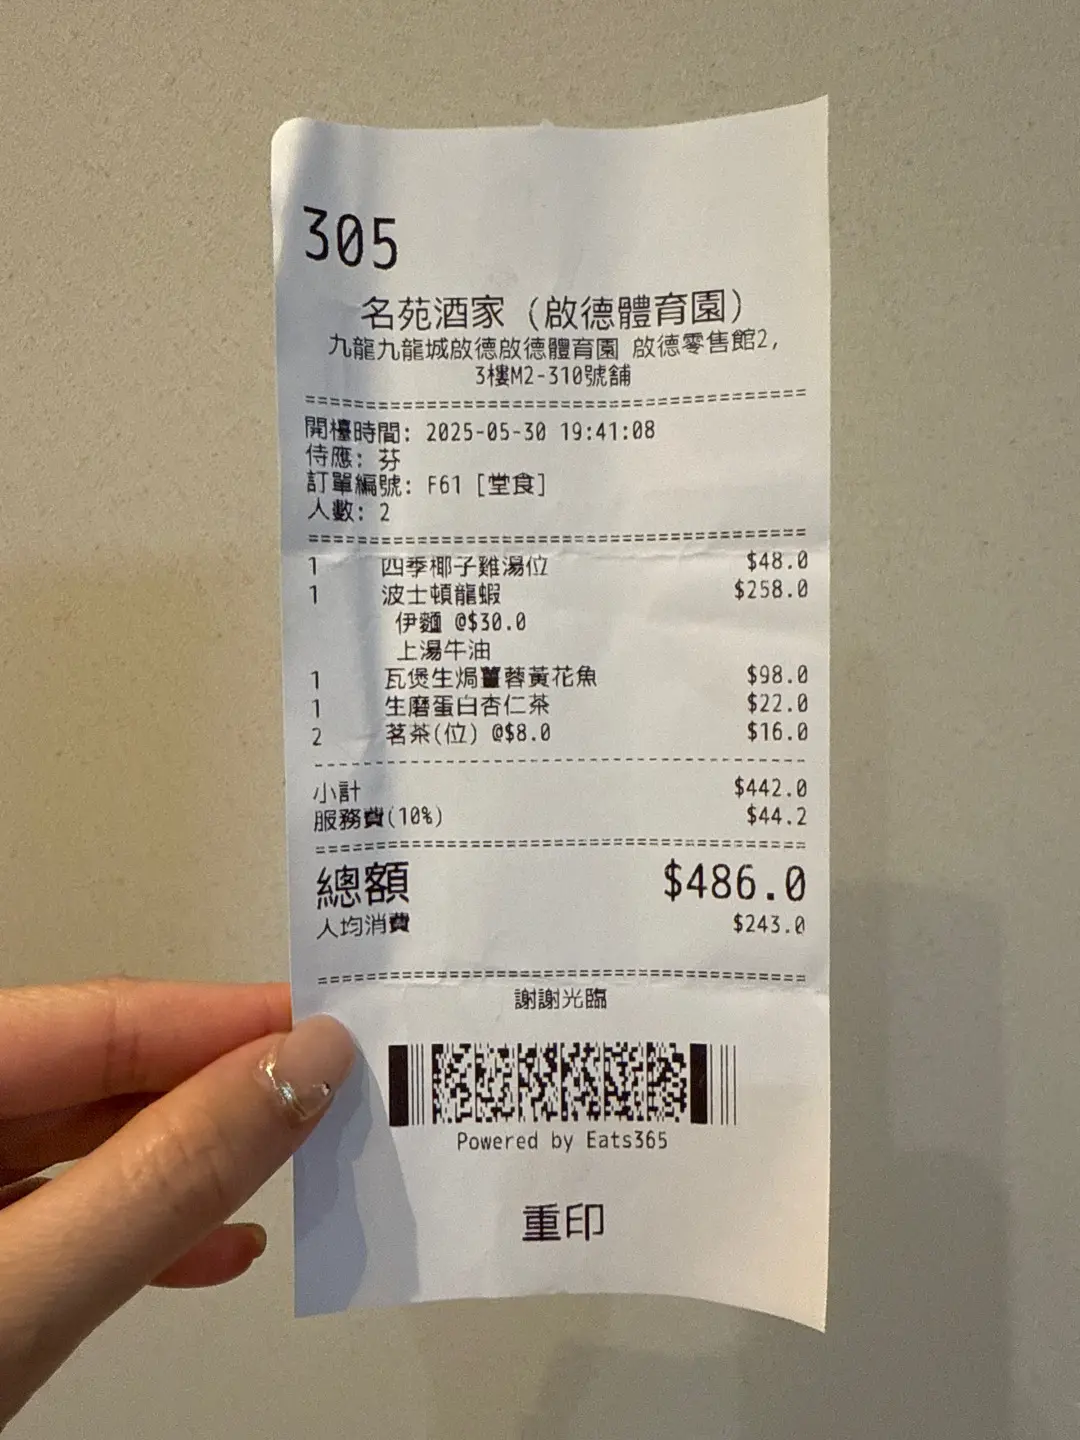 305
名苑酒家（啟德體育園）
九龍九龍城啟德啟德體育園 啟德零售館2,
3樓M2-310號舖
開檯時間: 2025-05-30 19:41:08
侍應: 芬
訂單編號: F61 [堂食]
人數: 2
1 四季椰子雞湯位 $48.0
1 波士頓龍蝦 $258.0
伊麵 @$30.0
上湯牛油
1 瓦煲生焗薑蓉黃花魚 $98.0
1 生磨蛋白杏仁茶 $22.0
2 茗茶(位) @$8.0 $16.0
小計 $442.0
服務費(10%) $44.2
總額 $486.0
人均消費 $243.0
謝謝光臨
Powered by Eats365
重印